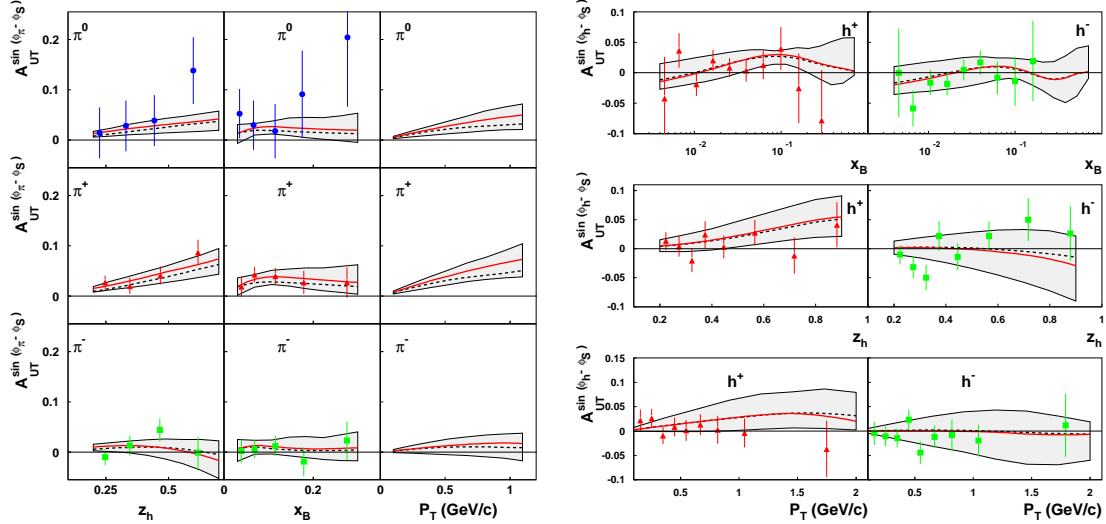 A_UT^sin (ϕ_π- ϕ_S)
π⁰ π⁰ π⁰
0.2
0.1
0
A_UT^sin (ϕ_π- ϕ_S)
π⁺ π⁺ π⁺
0.2
0.1
0
A_UT^sin (ϕ_π- ϕ_S)
π⁻ π⁻ π⁻
0.2
0.1
0
0.25 0.5 0 0.2 0 0.5 1
z_h x_B P_T (GeV/c)
A_UT^sin (ϕ_h- ϕ_S)
h⁺ h⁻
0.1
0.05
0
-0.05
-0.1
10⁻² 10⁻¹ 10⁻² 10⁻¹
x_B x_B
A_UT^sin (ϕ_h- ϕ_S)
h⁺ h⁻
0.1
0.05
0
-0.05
-0.1
0.2 0.4 0.6 0.8 0.2 0.4 0.6 0.8 1
z_h z_h
A_UT^sin (ϕ_h- ϕ_S)
h⁺ h⁻
0.15
0.1
0.05
0
-0.05
-0.1
0.5 1 1.5 2 0.5 1 1.5 2
P_T (GeV/c) P_T (GeV/c)